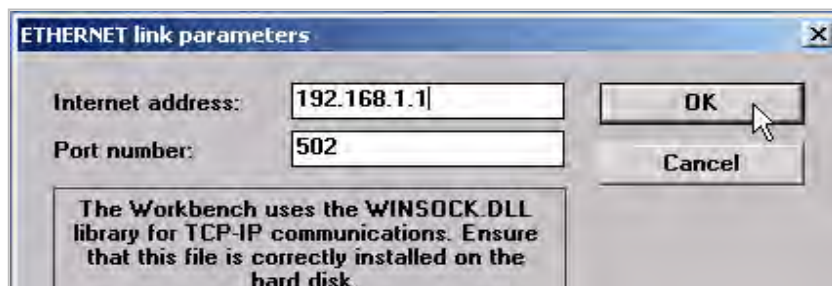 ETHERNET link parameters
Internet address: 192.168.1.1 OK
Port number: 502
Cancel
The Workbench uses the WINSOCK.DLL
library for TCP-IP communications. Ensure
that this file is correctly installed on the
hard disk.